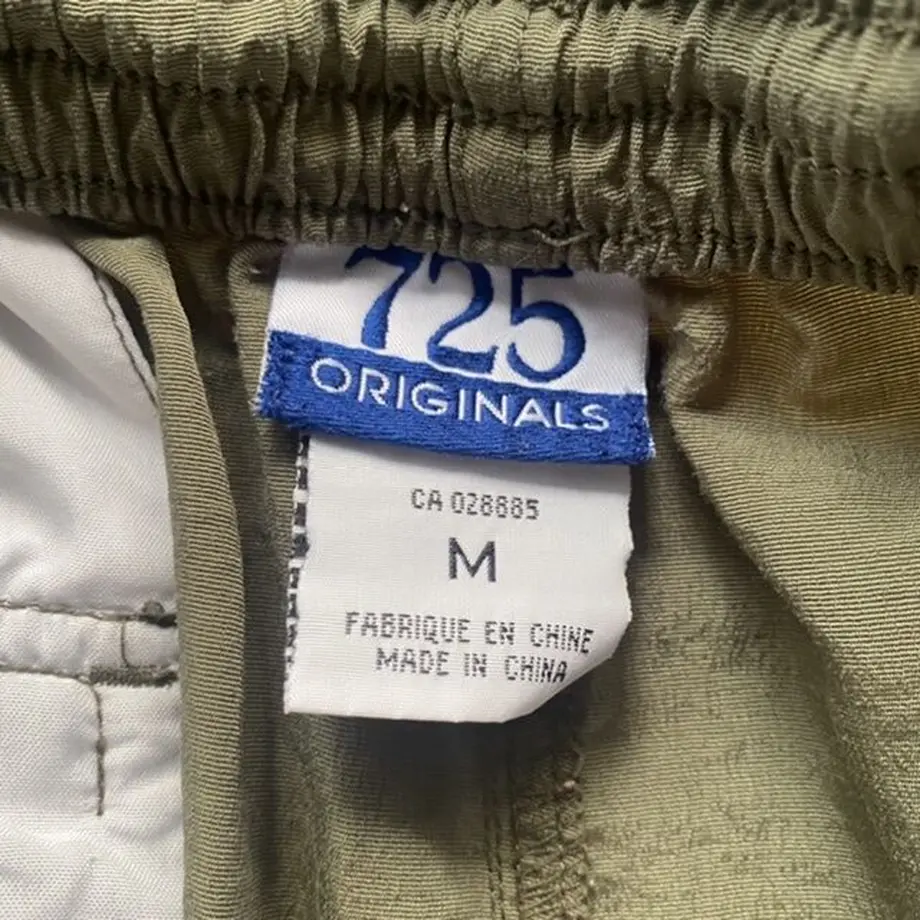 725
ORIGINALS
CA 028885
M
FABRIQUE EN CHINE
MADE IN CHINA